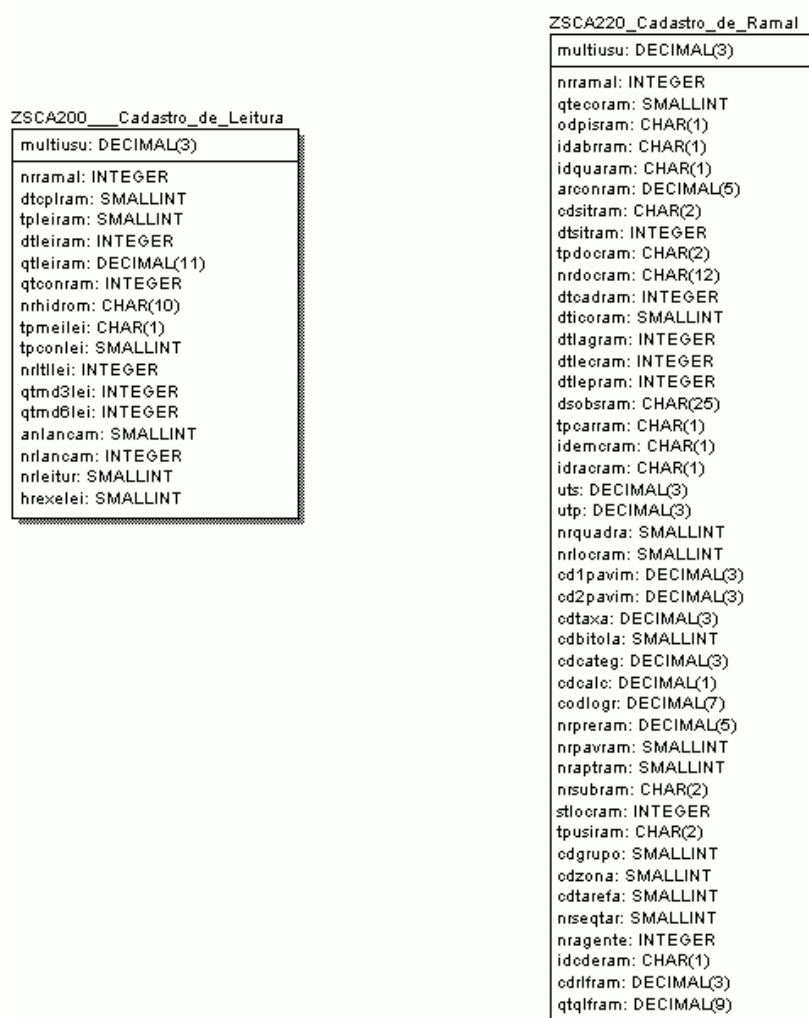 ZSCA200___Cadastro_de_Leitura
multiusu: DECIMAL(3)
nrramal: INTEGER
dtcplram: SMALLINT
tpleiram: SMALLINT
dtleiram: INTEGER
qtleiram: DECIMAL(11)
qtconram: INTEGER
nrhidrom: CHAR(10)
tpmeilei: CHAR(1)
tpconlei: SMALLINT
nrltllei: INTEGER
qtmd3lei: INTEGER
qtmd6lei: INTEGER
anlancam: SMALLINT
nrlancam: INTEGER
nrleitur: SMALLINT
hrexelei: SMALLINT
ZSCA220_Cadastro_de_Ramal
multiusu: DECIMAL(3)
nrramal: INTEGER
qtecoram: SMALLINT
odpisram: CHAR(1)
idabrram: CHAR(1)
idquaram: CHAR(1)
arconram: DECIMAL(5)
cdsitram: CHAR(2)
dtsitram: INTEGER
tpdocram: CHAR(2)
nrdocram: CHAR(12)
dtcadram: INTEGER
dticoram: SMALLINT
dtlagram: INTEGER
dtlecram: INTEGER
dtlepram: INTEGER
dsobsram: CHAR(25)
tpcarram: CHAR(1)
idemcram: CHAR(1)
idracram: CHAR(1)
uts: DECIMAL(3)
utp: DECIMAL(3)
nrquadra: SMALLINT
nrlocram: SMALLINT
cd1pavim: DECIMAL(3)
cd2pavim: DECIMAL(3)
cdtaxa: DECIMAL(3)
cdbitola: SMALLINT
cdcateg: DECIMAL(3)
cdcalc: DECIMAL(1)
codlogr: DECIMAL(7)
nrpreram: DECIMAL(5)
nrpavram: SMALLINT
nraptram: SMALLINT
nrsubram: CHAR(2)
stlocram: INTEGER
tpusiram: CHAR(2)
cdgrupo: SMALLINT
cdzona: SMALLINT
cdtarefa: SMALLINT
nrseqtar: SMALLINT
nragente: INTEGER
idcderam: CHAR(1)
cdrlfram: DECIMAL(3)
qtqlfram: DECIMAL(9)